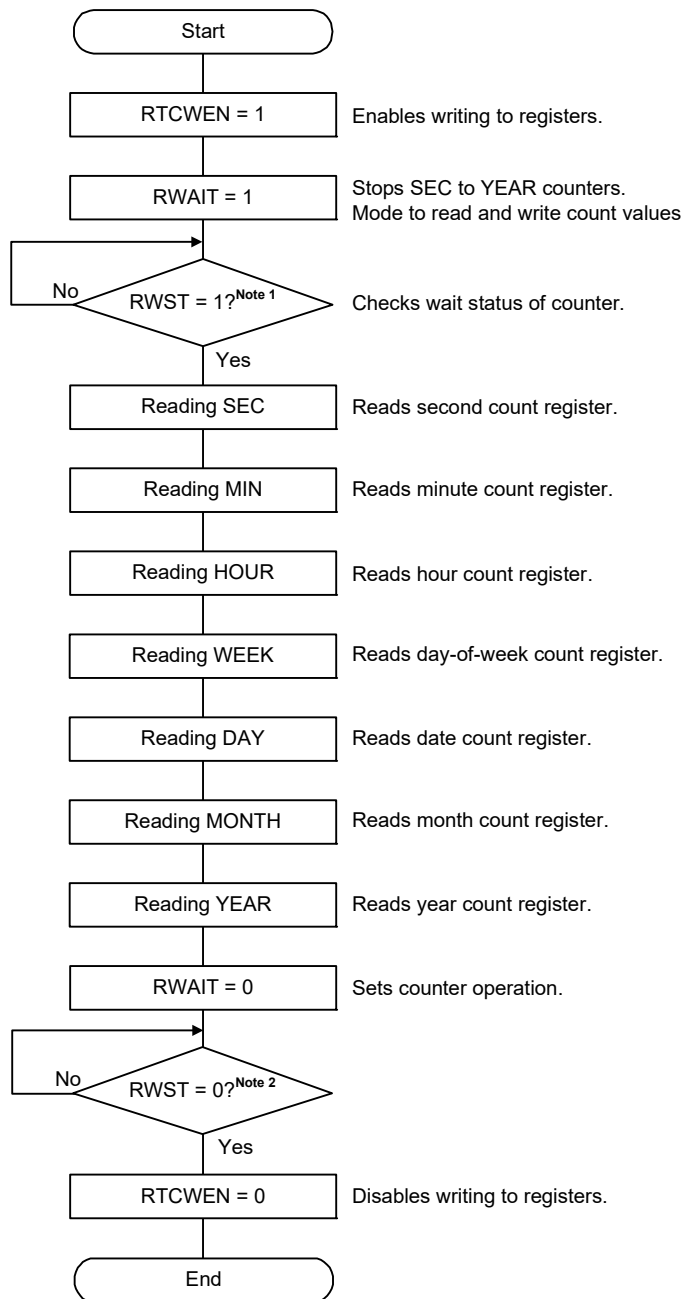 Start
RTCWEN = 1
Enables writing to registers.
RWAIT = 1
Stops SEC to YEAR counters.
Mode to read and write count values
No
RWST = 1?Note 1
Checks wait status of counter.
Yes
Reading SEC
Reads second count register.
Reading MIN
Reads minute count register.
Reading HOUR
Reads hour count register.
Reading WEEK
Reads day-of-week count register.
Reading DAY
Reads date count register.
Reading MONTH
Reads month count register.
Reading YEAR
Reads year count register.
RWAIT = 0
Sets counter operation.
No
RWST = 0?Note 2
Yes
RTCWEN = 0
Disables writing to registers.
End